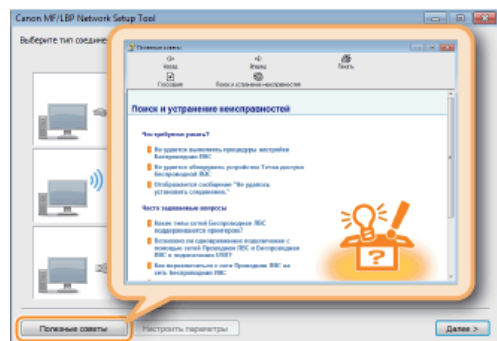 Canon MF/LBP Network Setup Tool
Выберите тип соедине
Полезные советы
Назад
Вперед
Печать
Глоссарий
Поиск и устранение неисправностей
Поиск и устранение неисправностей
Что требуется узнать?
Не удается выполнить процедуры настройки
Беспроводная ЛВС
Не удается обнаружить устройство Точка доступа
беспроводной ЛВС
Отображается сообщение "Не удалось
установить соединение."
Часто задаваемые вопросы
Какие типы сетей Беспроводная ЛВС
поддерживаются принтером?
Возможно ли одновременное подключение с
помощью сетей Проводная ЛВС и Беспроводная
ЛВС и подключения USB?
Как переключиться с сети Проводная ЛВС на
сеть Беспроводная ЛВС
?
Полезные советы
Настроить параметры
Далее >